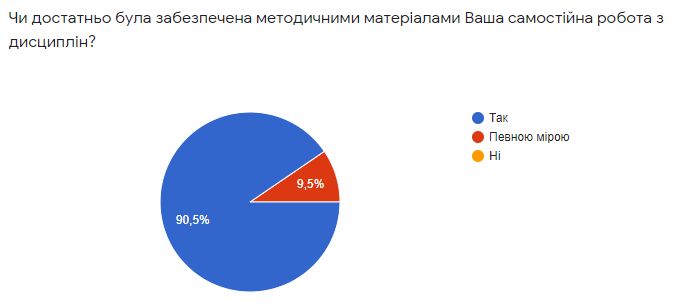 Чи достатньо була забезпечена методичними матеріалами Ваша самостійна робота з
дисциплін?
Так
Певною мірою
Ні
9,5%
90,5%